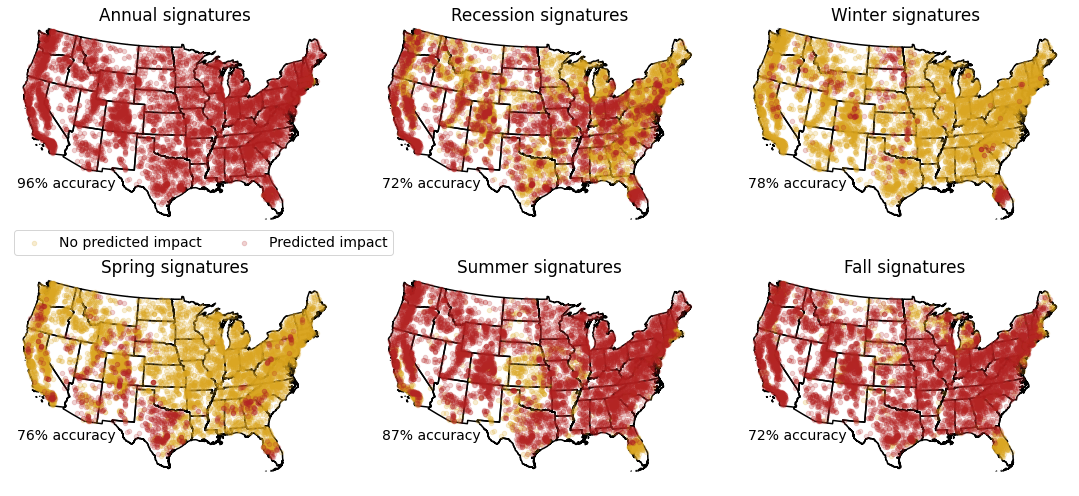 Annual signatures
Recession signatures
Winter signatures
96% accuracy
72% accuracy
78% accuracy
No predicted impact
Predicted impact
Spring signatures
Summer signatures
Fall signatures
76% accuracy
87% accuracy
72% accuracy